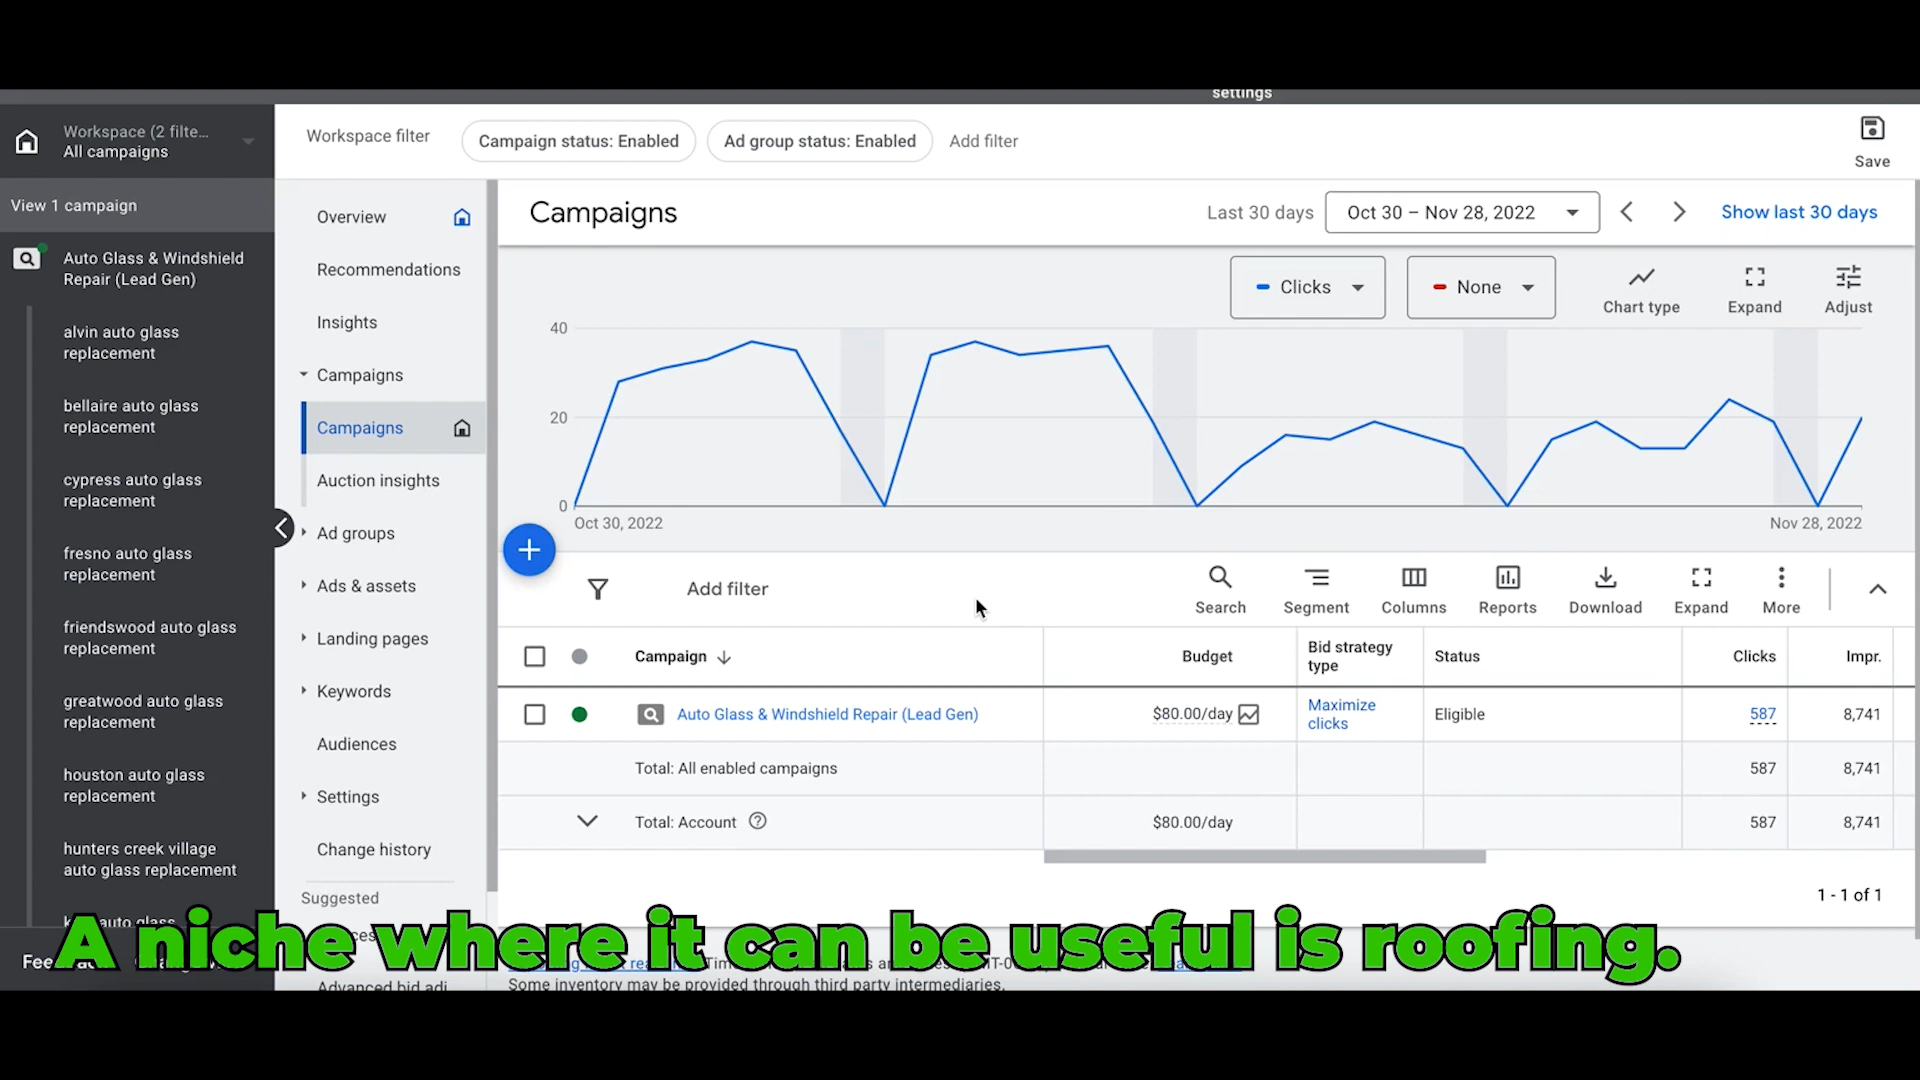 settings
Workspace (2 filte...
All campaigns
Workspace filter
Campaign status: Enabled
Ad group status: Enabled
Add filter
Save
View 1 campaign
Auto Glass & Windshield
Repair (Lead Gen)
alvin auto glass
replacement
bellaire auto glass
replacement
cypress auto glass
replacement
fresno auto glass
replacement
friendswood auto glass
replacement
greatwood auto glass
replacement
houston auto glass
replacement
hunters creek village
auto glass replacement
auto glass
Overview
Recommendations
Insights
Campaigns
Campaigns
Auction insights
Ad groups
Ads & assets
Landing pages
Keywords
Audiences
Settings
Change history
Suggested
Advanced bid adj
Campaigns
Last 30 days
Oct 30 – Nov 28, 2022
Show last 30 days
Clicks
None
Chart type
Expand
Adjust
40
20
0
Oct 30, 2022
Nov 28, 2022
Add filter
Search
Segment
Columns
Reports
Download
Expand
More
Campaign
Budget
Bid strategy
type
Status
Clicks
Impr.
Auto Glass & Windshield Repair (Lead Gen)
$80.00/day
Maximize
clicks
Eligible
587
8,741
Total: All enabled campaigns
587
8,741
Total: Account
$80.00/day
587
8,741
1 - 1 of 1
A niche where it can be useful is roofing.
Some inventory may be provided through third party intermediaries.